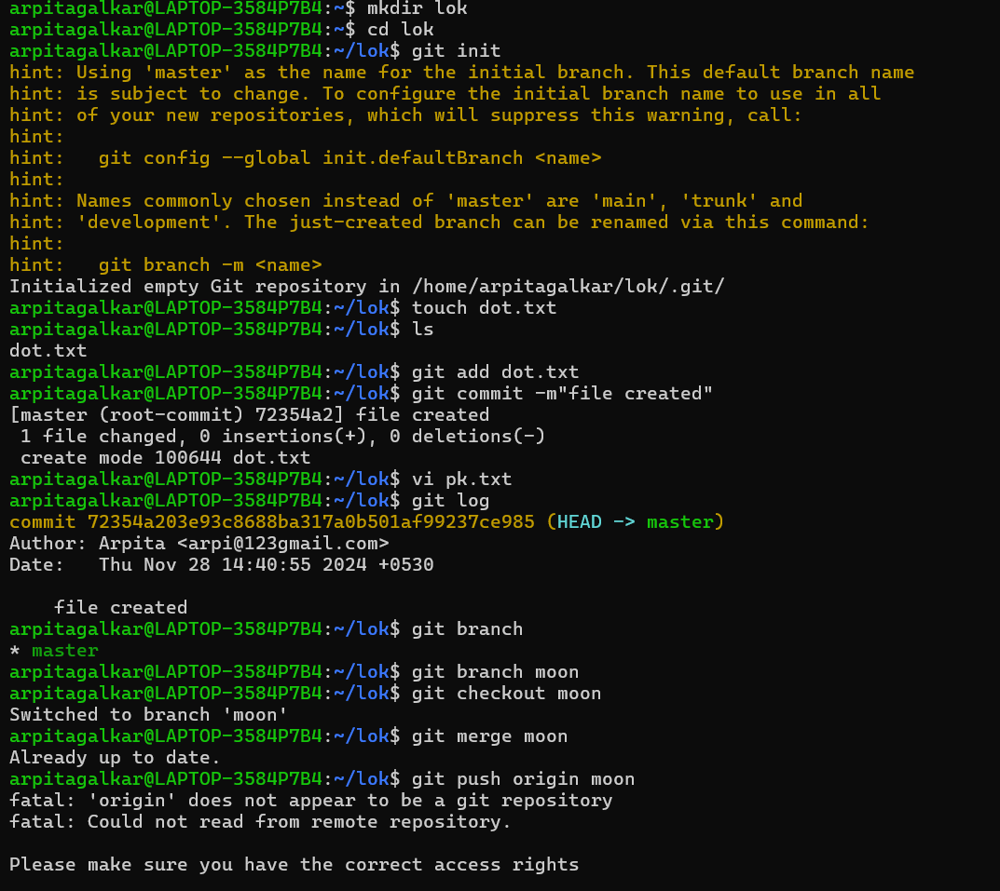 arpitagalkar@LAPTOP-3584P7B4:~$ mkdir lok
arpitagalkar@LAPTOP-3584P7B4:~$ cd lok
arpitagalkar@LAPTOP-3584P7B4:~/lok$ git init
hint: Using 'master' as the name for the initial branch. This default branch name
hint: is subject to change. To configure the initial branch name to use in all
hint: of your new repositories, which will suppress this warning, call:
hint:
hint:   git config --global init.defaultBranch <name>
hint:
hint: Names commonly chosen instead of 'master' are 'main', 'trunk' and
hint: 'development'. The just-created branch can be renamed via this command:
hint:
hint:   git branch -m <name>
Initialized empty Git repository in /home/arpitagalkar/lok/.git/
arpitagalkar@LAPTOP-3584P7B4:~/lok$ touch dot.txt
arpitagalkar@LAPTOP-3584P7B4:~/lok$ ls
dot.txt
arpitagalkar@LAPTOP-3584P7B4:~/lok$ git add dot.txt
arpitagalkar@LAPTOP-3584P7B4:~/lok$ git commit -m"file created"
[master (root-commit) 72354a2] file created
 1 file changed, 0 insertions(+), 0 deletions(-)
 create mode 100644 dot.txt
arpitagalkar@LAPTOP-3584P7B4:~/lok$ vi pk.txt
arpitagalkar@LAPTOP-3584P7B4:~/lok$ git log
commit 72354a203e93c8688ba317a0b501af99237ce985 (HEAD -> master)
Author: Arpita <arpi@123gmail.com>
Date:   Thu Nov 28 14:40:55 2024 +0530

    file created
arpitagalkar@LAPTOP-3584P7B4:~/lok$ git branch
* master
arpitagalkar@LAPTOP-3584P7B4:~/lok$ git branch moon
arpitagalkar@LAPTOP-3584P7B4:~/lok$ git checkout moon
Switched to branch 'moon'
arpitagalkar@LAPTOP-3584P7B4:~/lok$ git merge moon
Already up to date.
arpitagalkar@LAPTOP-3584P7B4:~/lok$ git push origin moon
fatal: 'origin' does not appear to be a git repository
fatal: Could not read from remote repository.

Please make sure you have the correct access rights